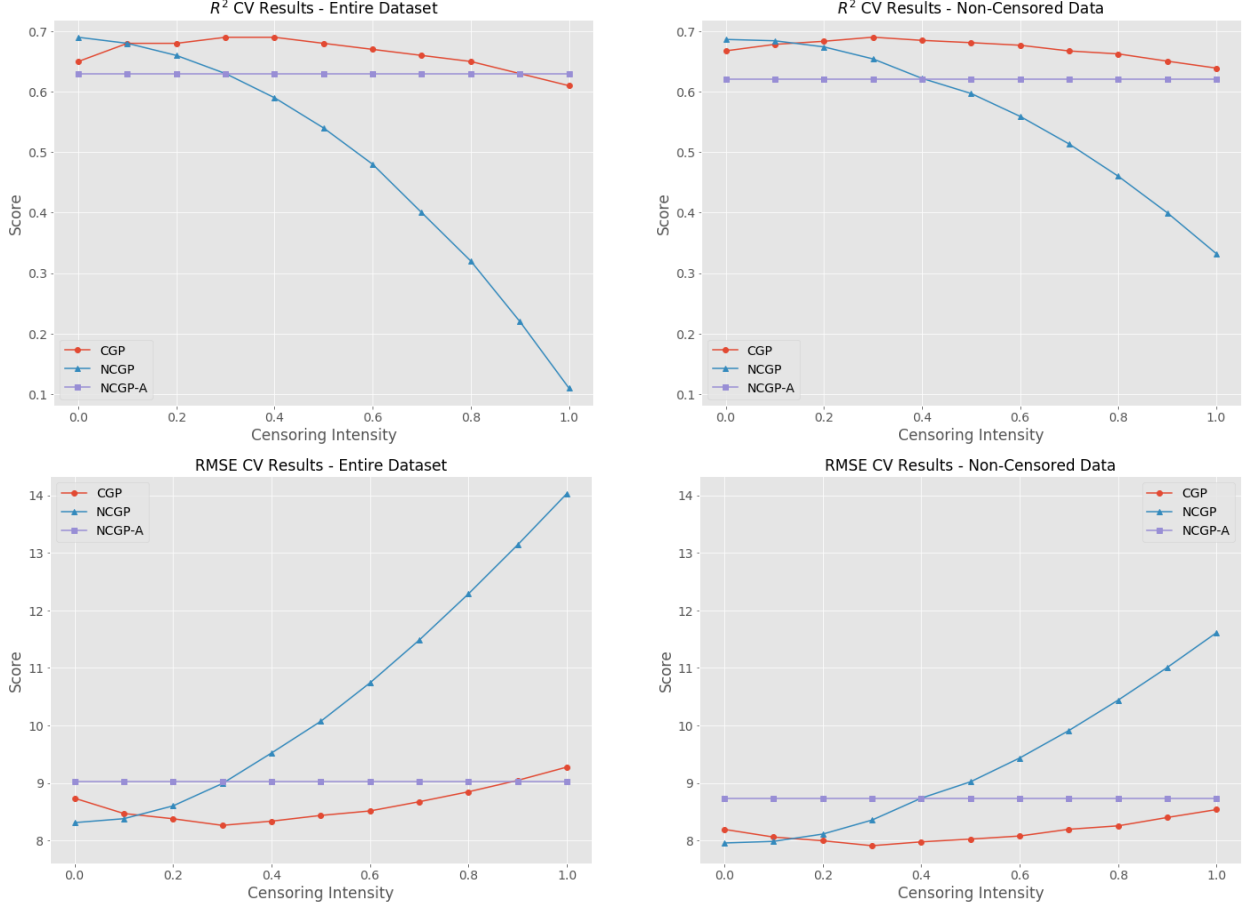 R² CV Results - Entire Dataset
0.7
0.6
0.5
0.4
0.3
0.2
0.1
Score
CGP
NCGP
NCGP-A
0.0 0.2 0.4 0.6 0.8 1.0
Censoring Intensity
R² CV Results - Non-Censored Data
0.7
0.6
0.5
0.4
0.3
0.2
0.1
Score
CGP
NCGP
NCGP-A
0.0 0.2 0.4 0.6 0.8 1.0
Censoring Intensity
RMSE CV Results - Entire Dataset
14
13
12
11
10
9
8
Score
CGP
NCGP
NCGP-A
0.0 0.2 0.4 0.6 0.8 1.0
Censoring Intensity
RMSE CV Results - Non-Censored Data
14
13
12
11
10
9
8
Score
CGP
NCGP
NCGP-A
0.0 0.2 0.4 0.6 0.8 1.0
Censoring Intensity